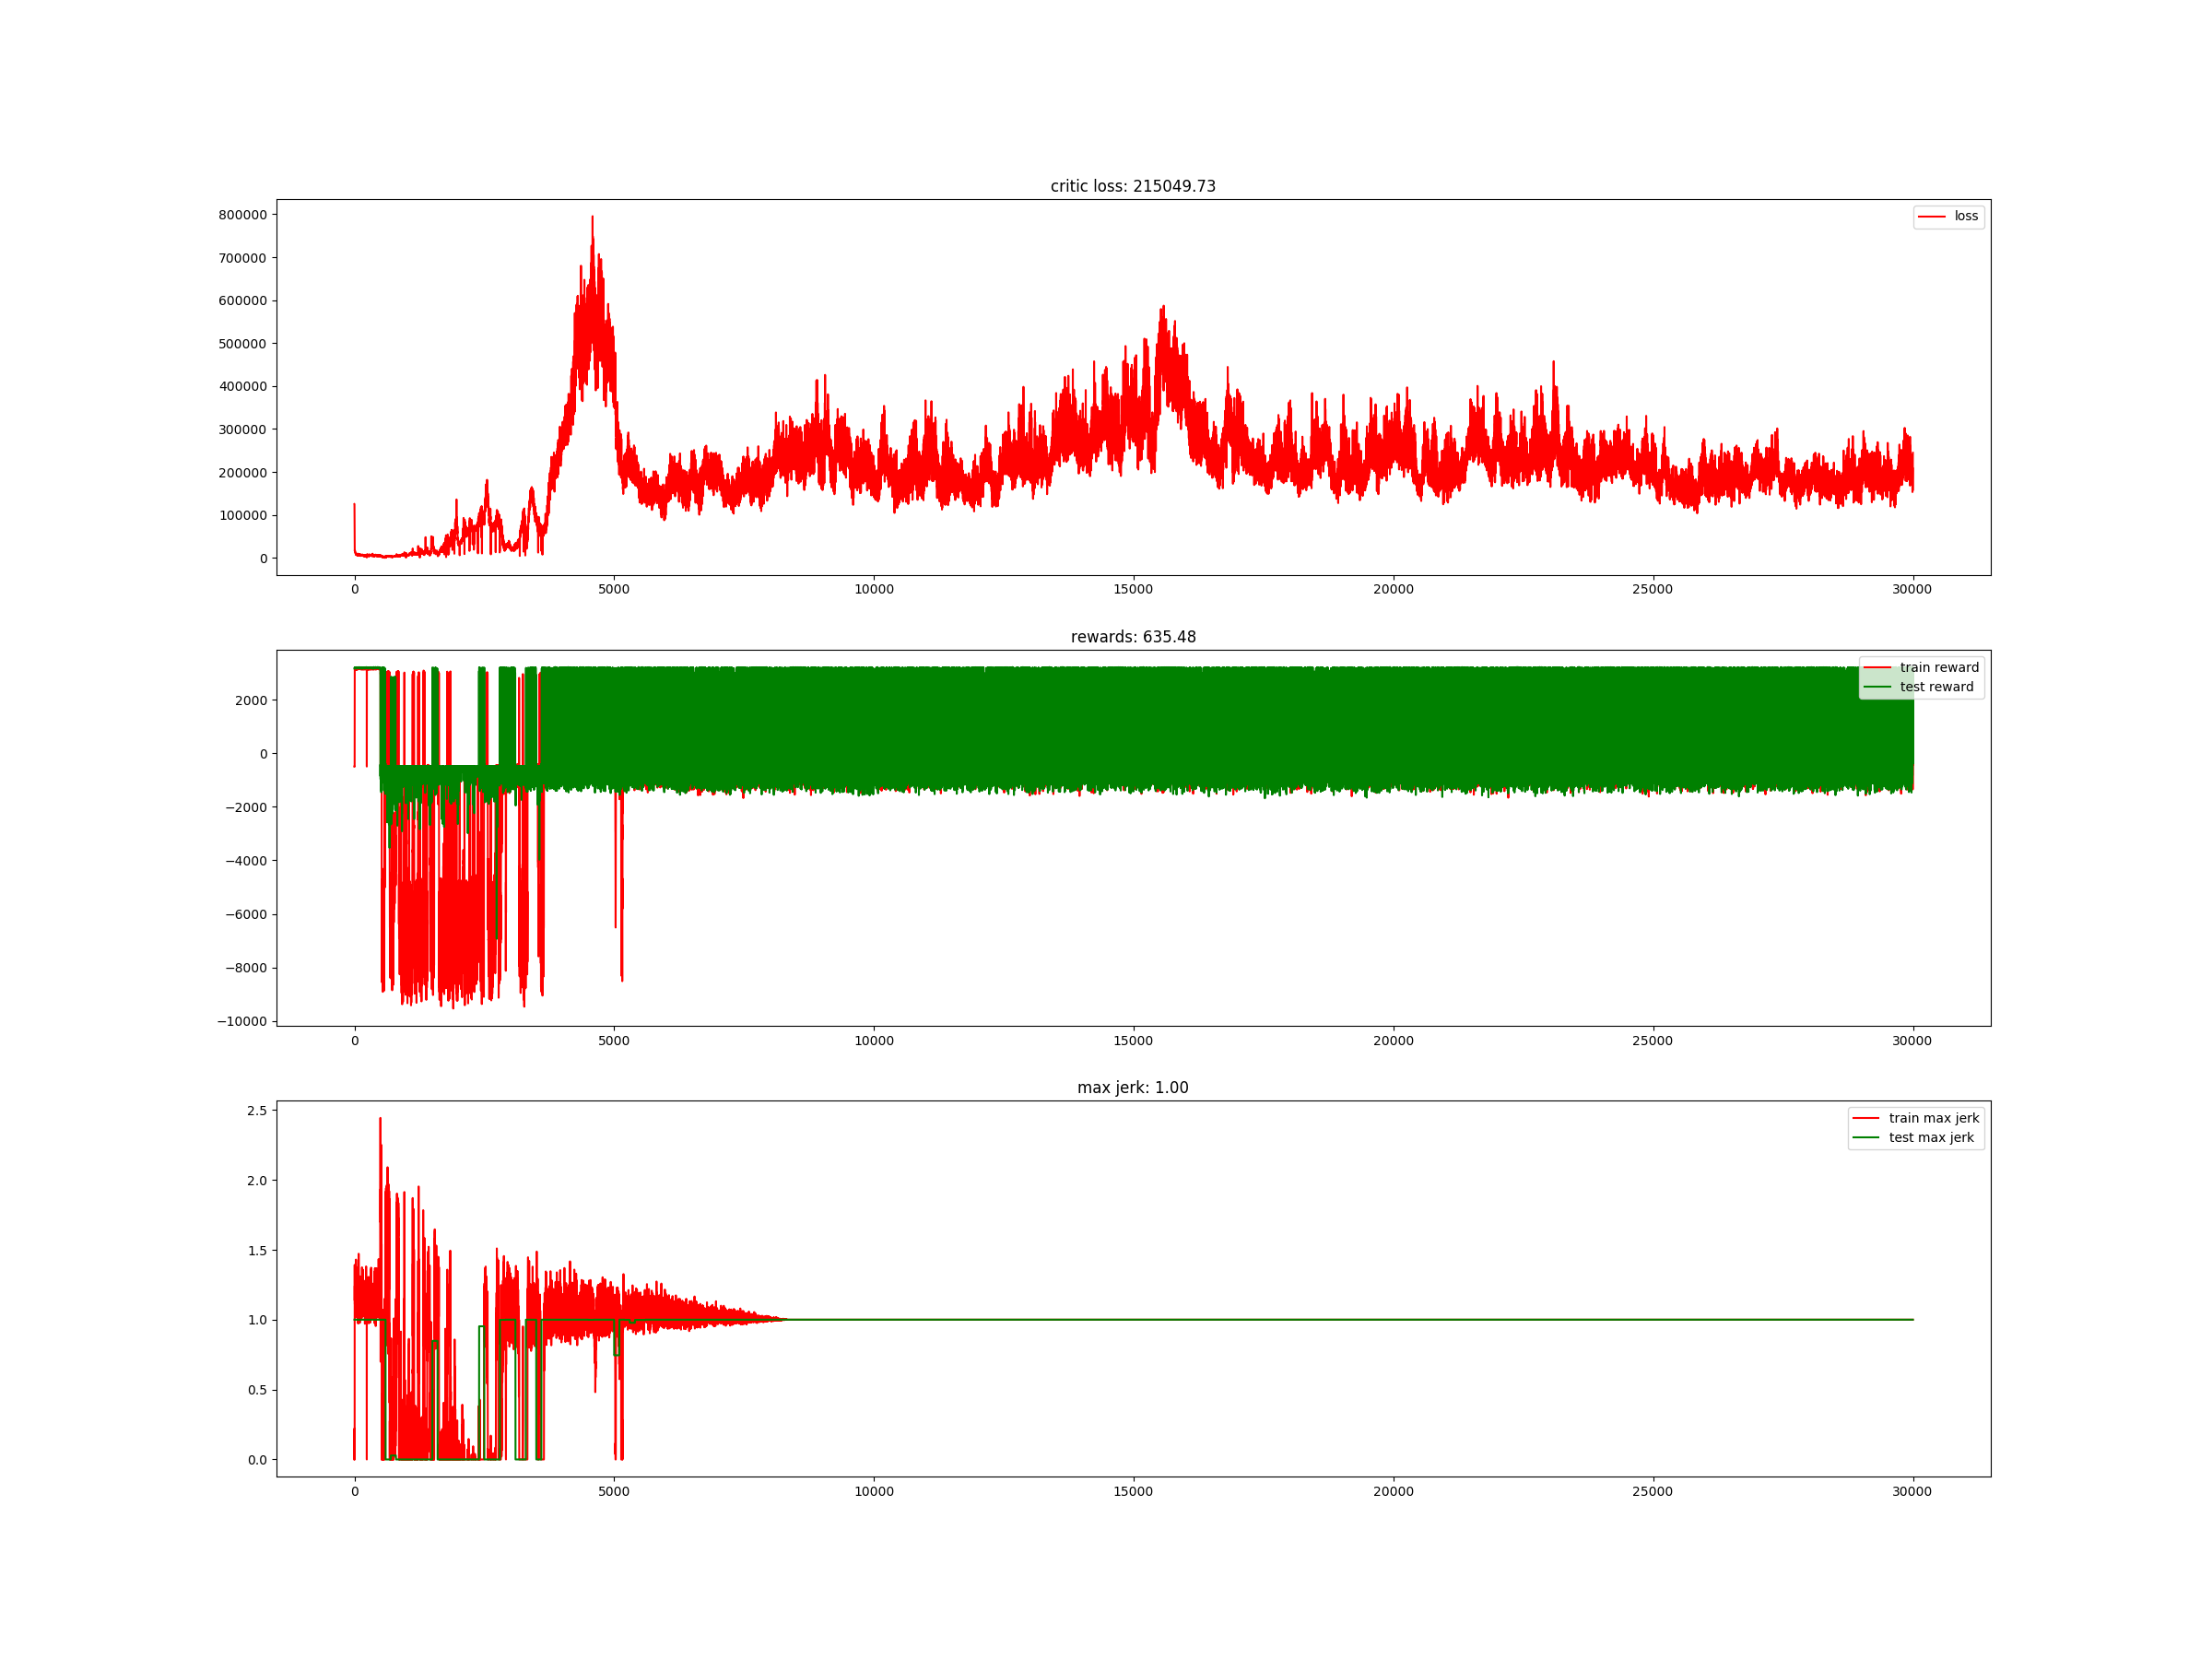 critic loss: 215049.73
800000
700000
600000
500000
400000
300000
200000
100000
0
loss
0 5000 10000 15000 20000 25000 30000
rewards: 635.48
2000
0
−2000
−4000
−6000
−8000
−10000
train reward
test reward
0 5000 10000 15000 20000 25000 30000
max jerk: 1.00
2.5
2.0
1.5
1.0
0.5
0.0
train max jerk
test max jerk
0 5000 10000 15000 20000 25000 30000